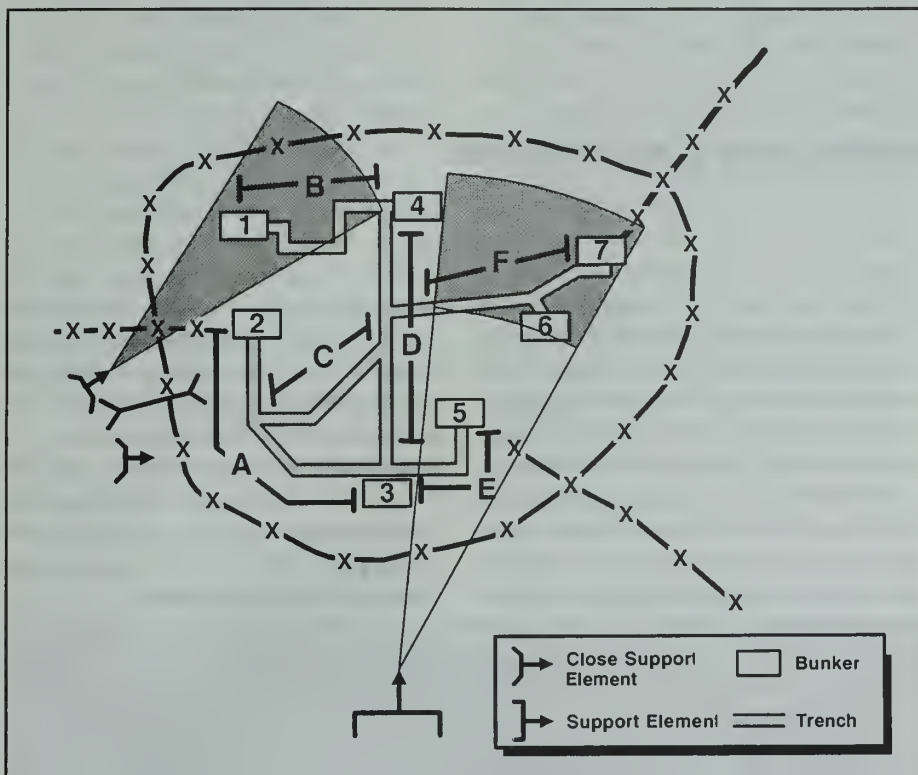 B
1
4
F
7
2
C
D
6
5
A
3
E
Close Support
Element
Bunker
Support Element
Trench